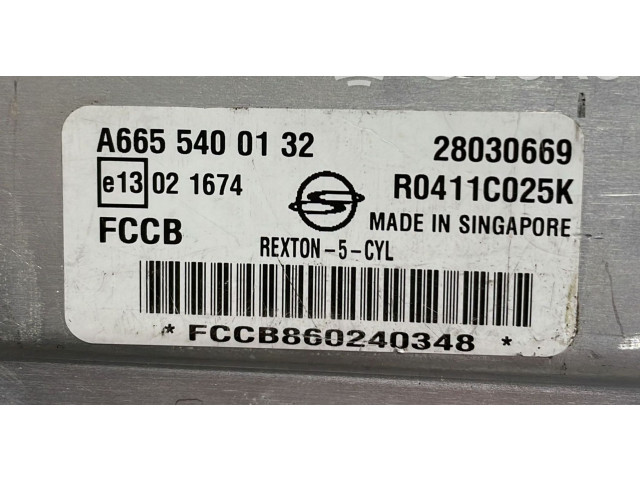 A665 540 01 32
28030669
e13 02 1674
R0411C025K
MADE IN SINGAPORE
FCCB
REXTON-5-CYL
* FCCB860240348 *